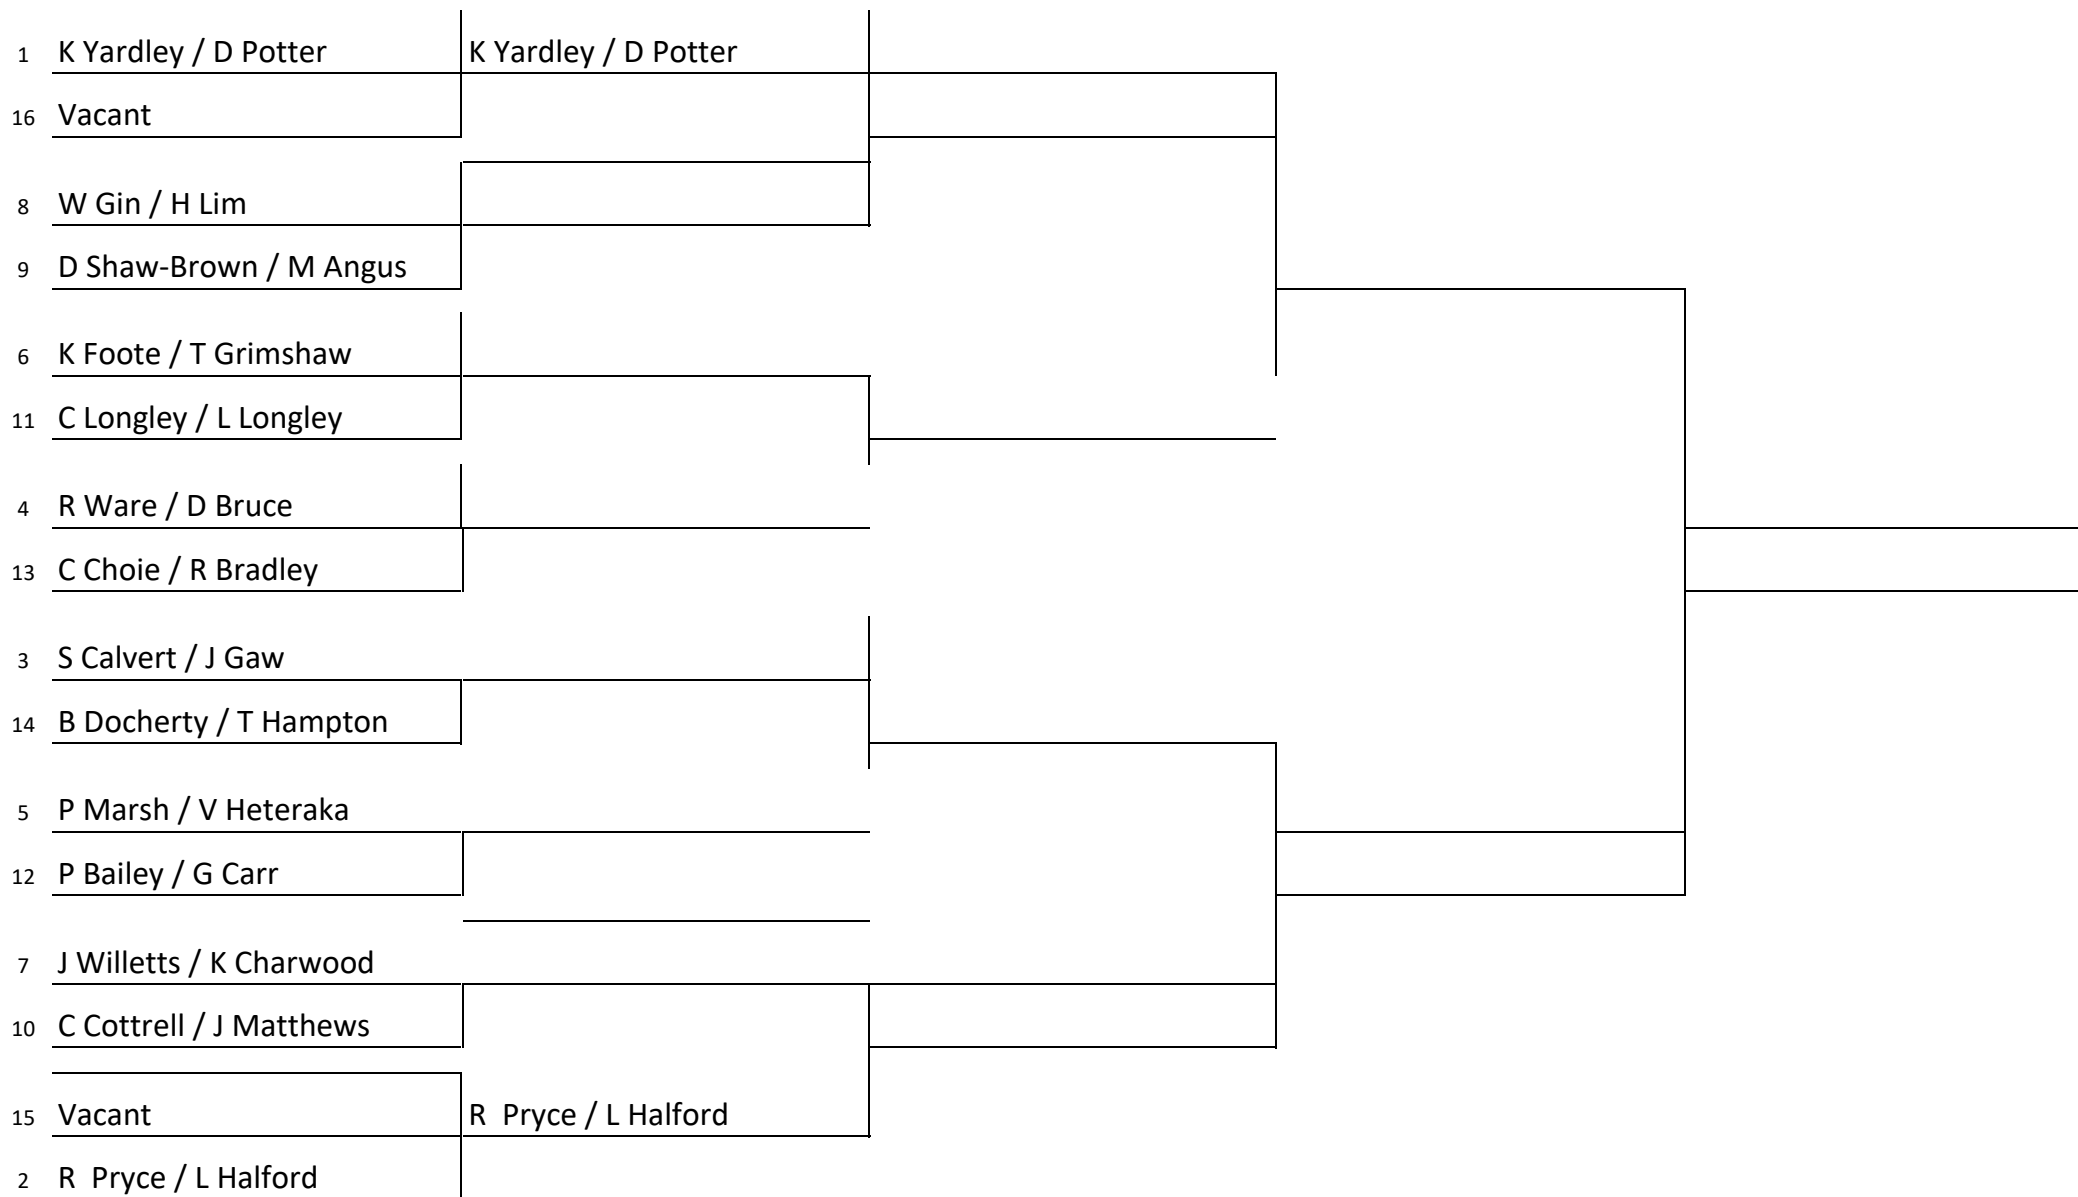 1 K Yardley / D Potter K Yardley / D Potter
16 Vacant
8 W Gin / H Lim
9 D Shaw-Brown / M Angus
6 K Foote / T Grimshaw
11 C Longley / L Longley
4 R Ware / D Bruce
13 C Choie / R Bradley
3 S Calvert / J Gaw
14 B Docherty / T Hampton
5 P Marsh / V Heteraka
12 P Bailey / G Carr
7 J Willetts / K Charwood
10 C Cottrell / J Matthews
15 Vacant R  Pryce / L Halford
2 R  Pryce / L Halford